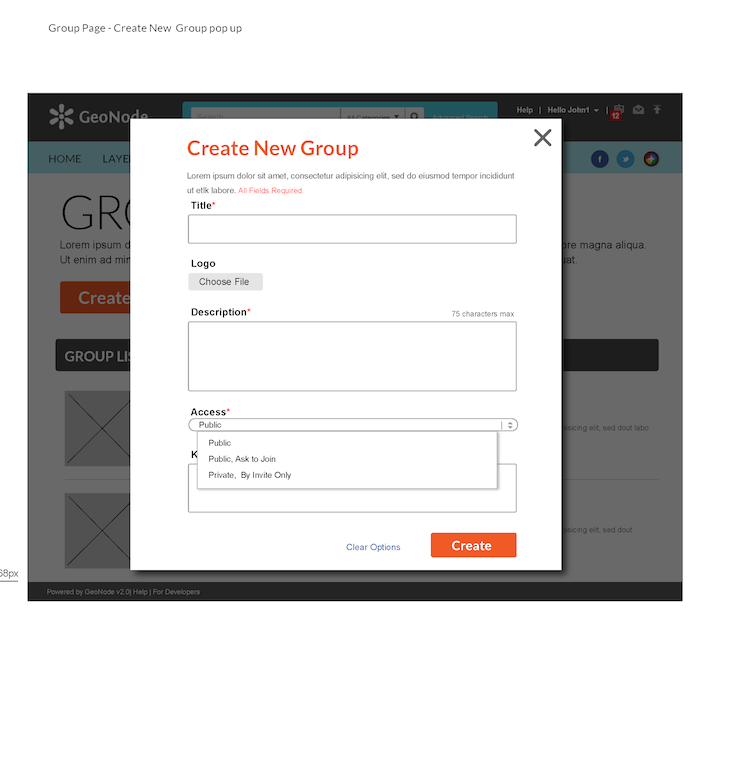 Group Page - Create New Group pop up
GeoNode
Search
All Categories
Advanced Search
Help | Hello John1
12
HOME
LAYE
Create New Group
Lorem ipsum dolor sit amet, consectetur adipisicing elit, sed do eiusmod tempor incididunt
ut etlk labore. All Fields Required.
Title*
GRO
Lorem ipsum d
ore magna aliqua.
Ut enim ad mir
uat.
Logo
Choose File
Create
Description*
75 characters max
GROUP LIS
Access*
Public
sicing elit, sed dout labo
Public
K
Public, Ask to Join
Private, By Invite Only
sicing elit, sed dout
Clear Options
Create
68px
Powered by GeoNode v2.0| Help | For Developers